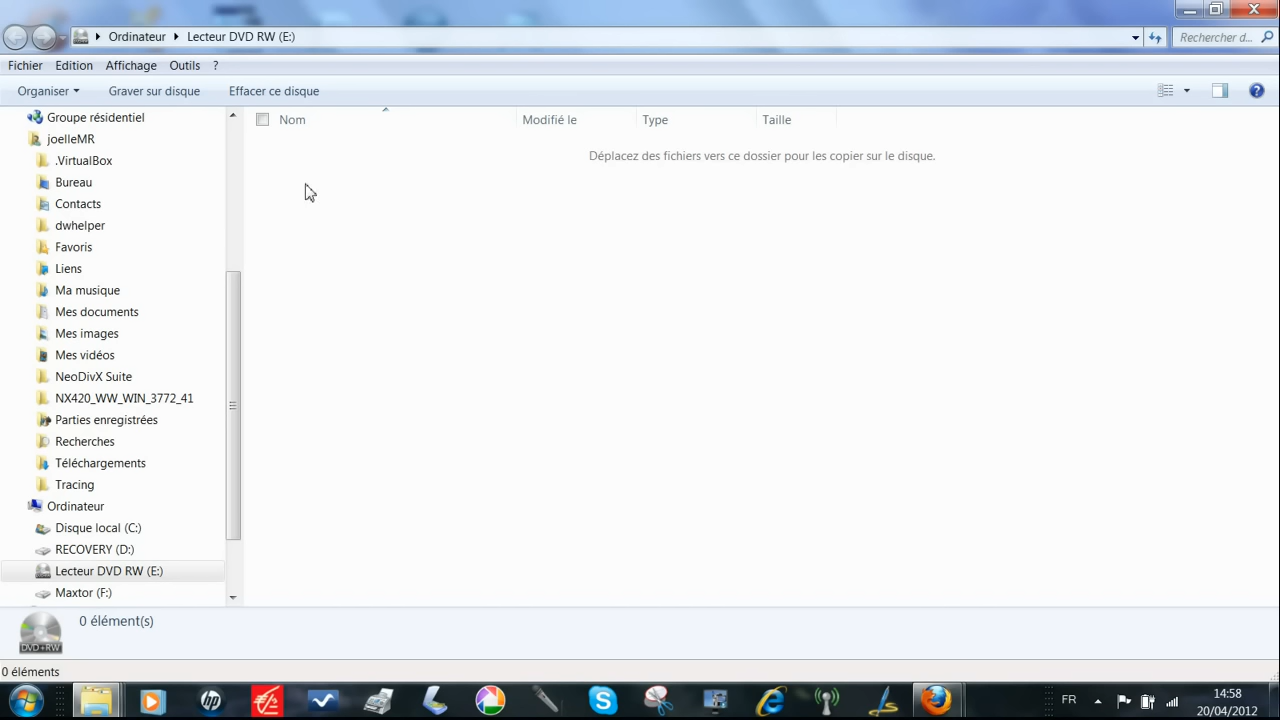 Ordinateur Lecteur DVD RW (E:) Rechercher d...
Fichier Edition Affichage Outils ?
Organiser Graver sur disque Effacer ce disque
Groupe résidentiel
joelleMR
.VirtualBox
Bureau
Contacts
dwhelper
Favoris
Liens
Ma musique
Mes documents
Mes images
Mes vidéos
NeoDivX Suite
NX420_WW_WIN_3772_41
Parties enregistrées
Recherches
Téléchargements
Tracing
Ordinateur
Disque local (C:)
RECOVERY (D:)
Lecteur DVD RW (E:)
Maxtor (F:)
Nom Modifié le Type Taille
Déplacez des fichiers vers ce dossier pour les copier sur le disque.
DVD+RW
0 élément(s)
0 éléments
hp
FR
14:58
20/04/2012